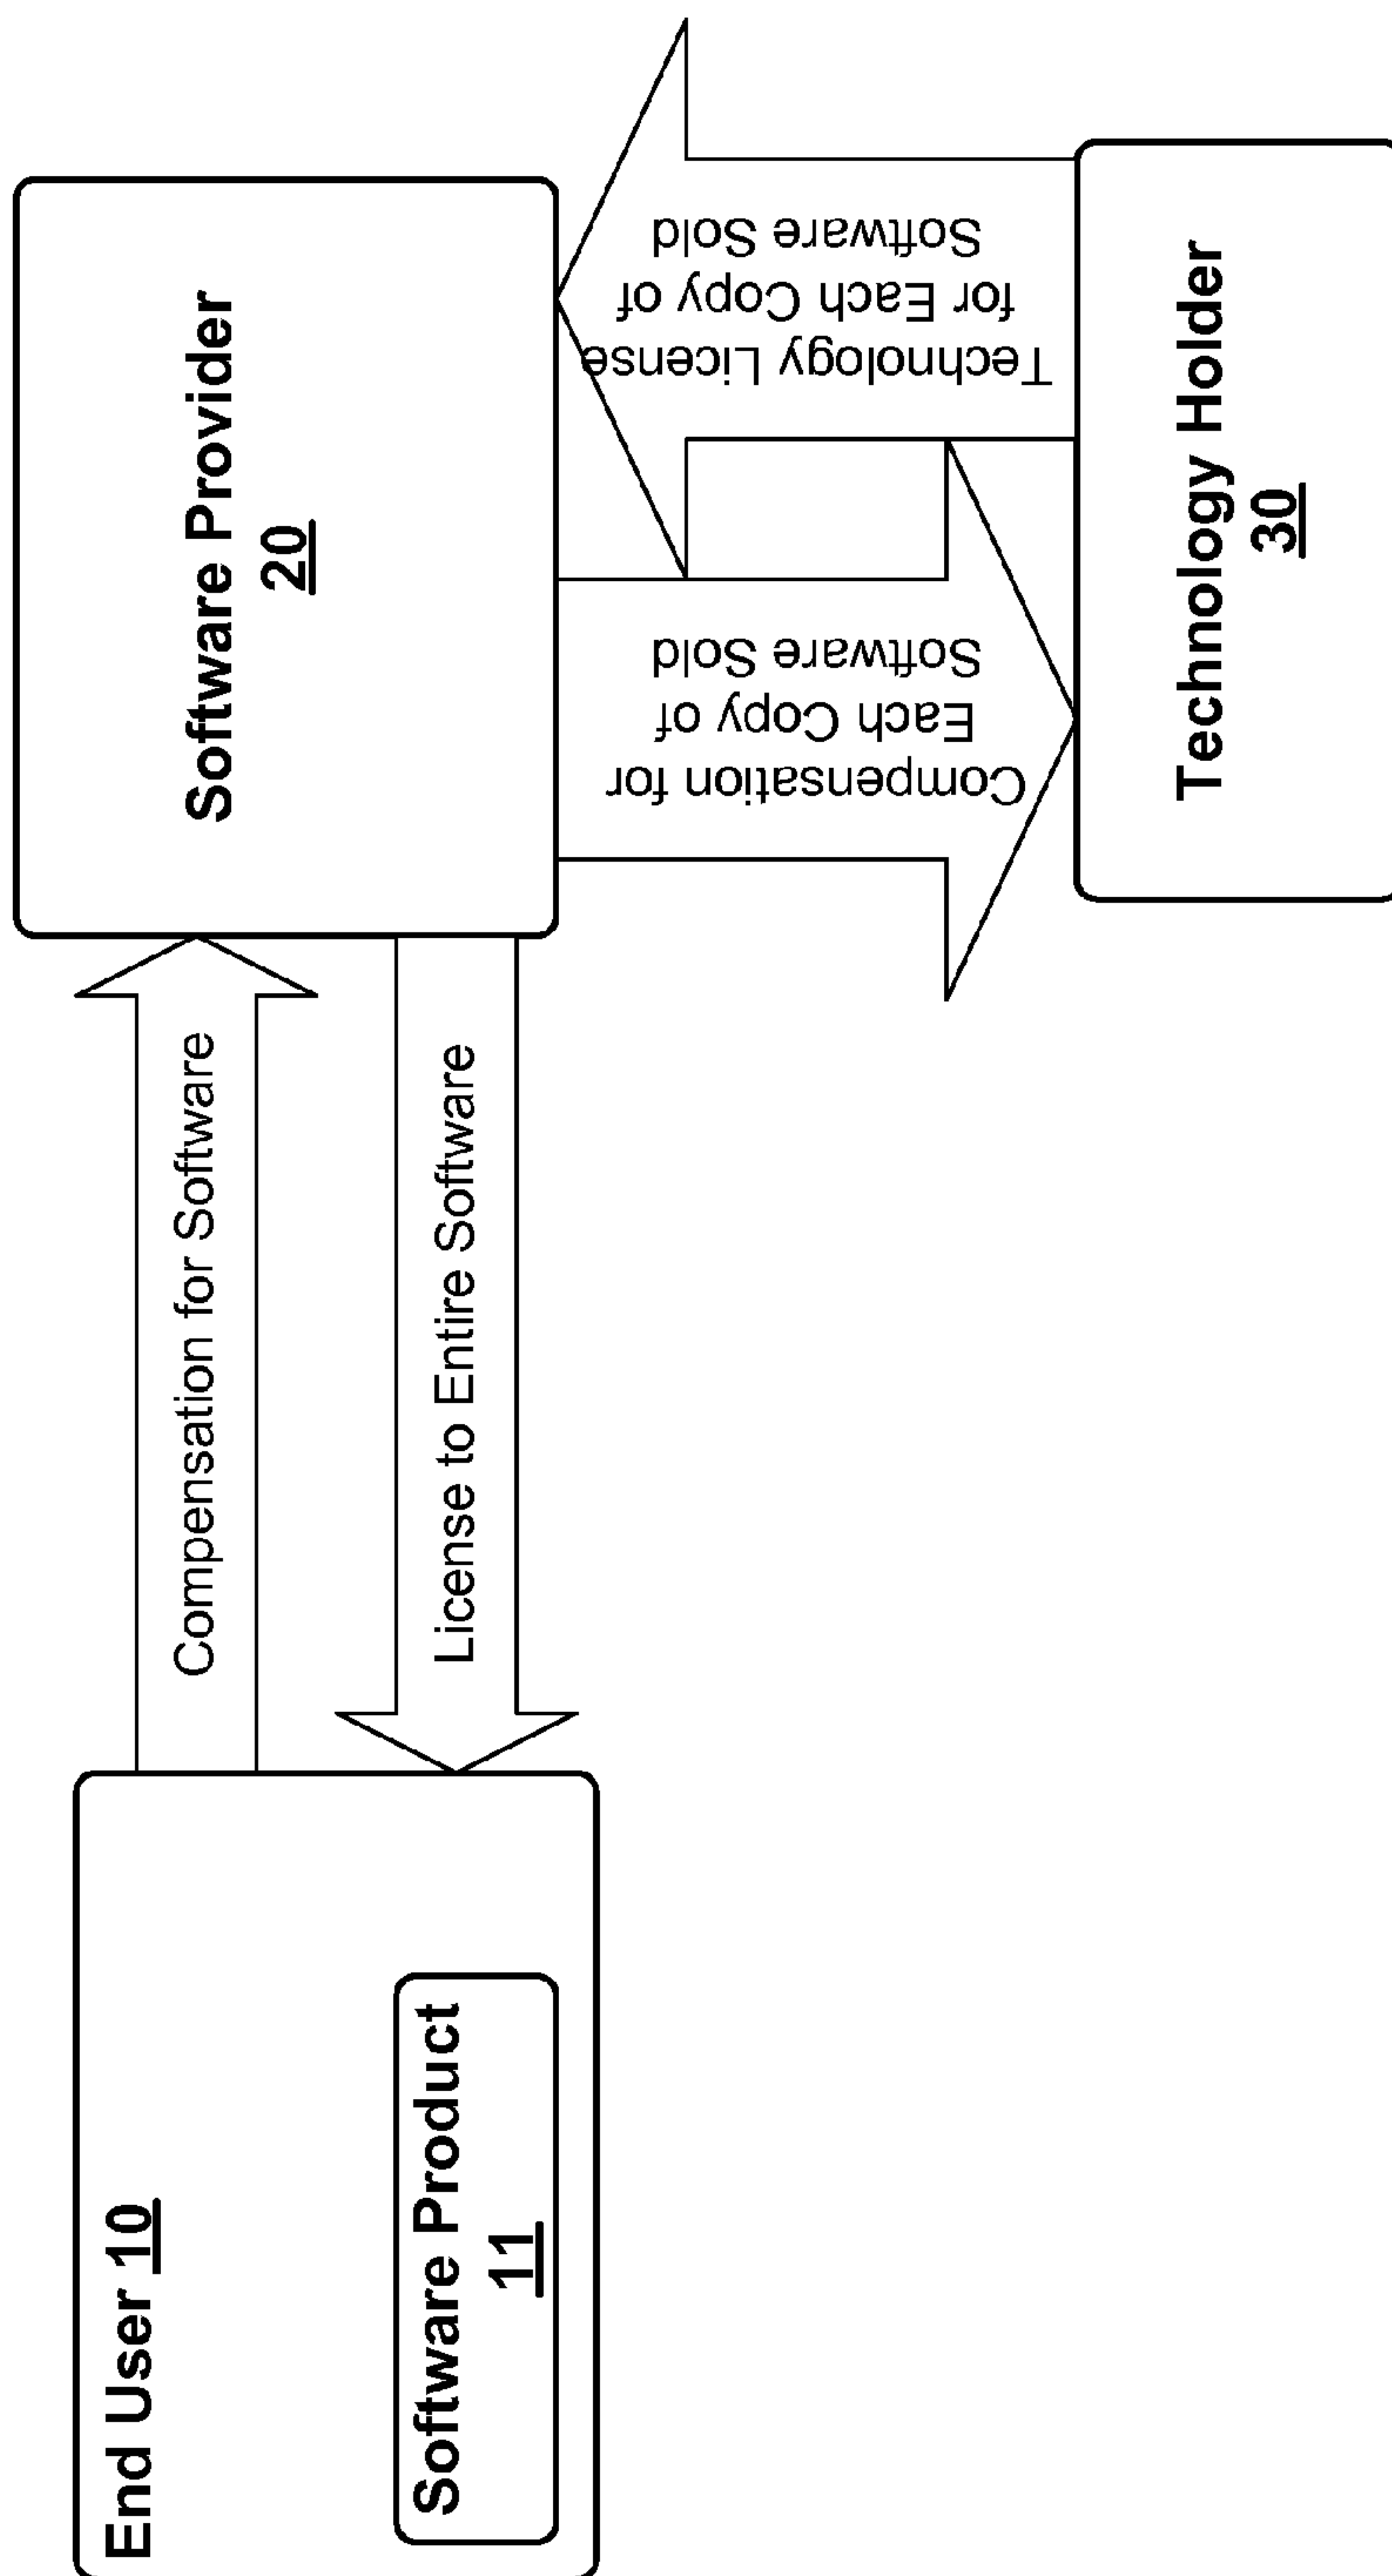 End User 10
Software Product
11
Compensation for Software
License to Entire Software
Software Provider
20
Compensation for
Each Copy of
Software Sold
Technology License
for Each Copy of
Software Sold
Technology Holder
30